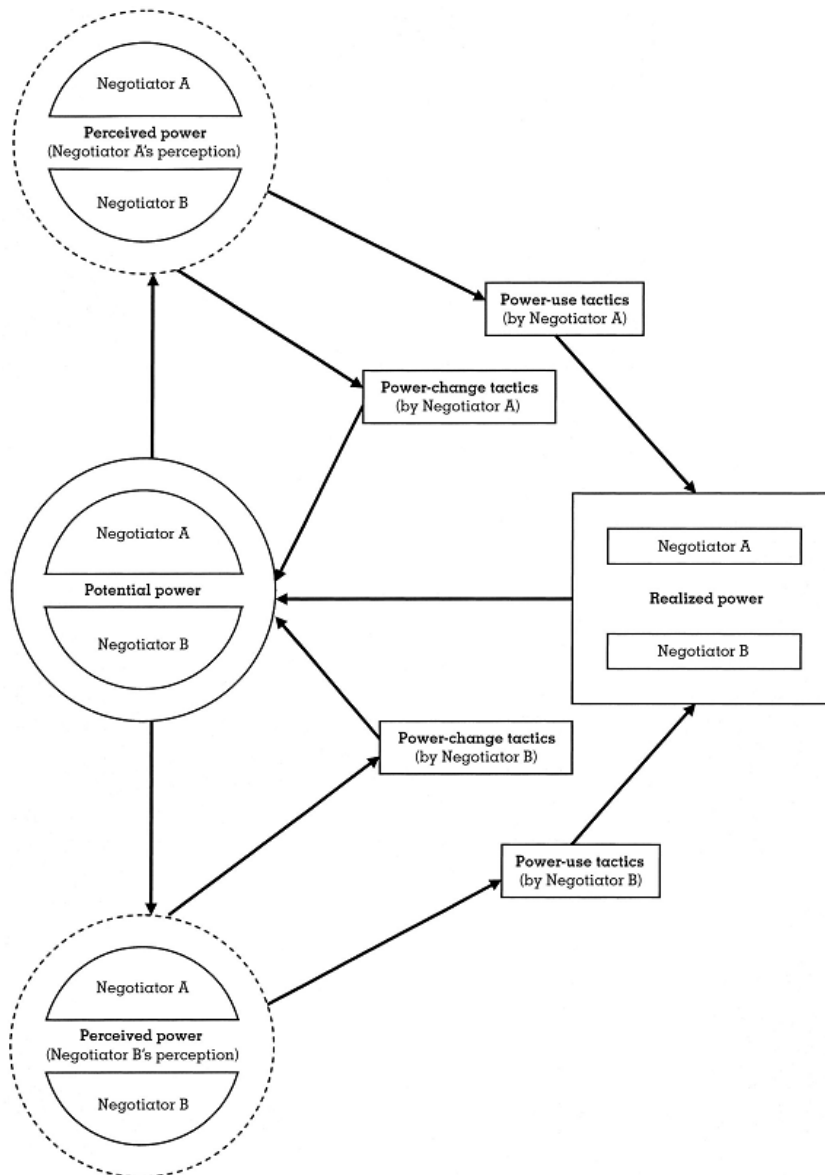 Negotiator A
Perceived power
(Negotiator A's perception)
Negotiator B
Power-use tactics
(by Negotiator A)
Power-change tactics
(by Negotiator A)
Negotiator A
Potential power
Negotiator B
Negotiator A
Realized power
Negotiator B
Power-change tactics
(by Negotiator B)
Power-use tactics
(by Negotiator B)
Negotiator A
Perceived power
(Negotiator B's perception)
Negotiator B